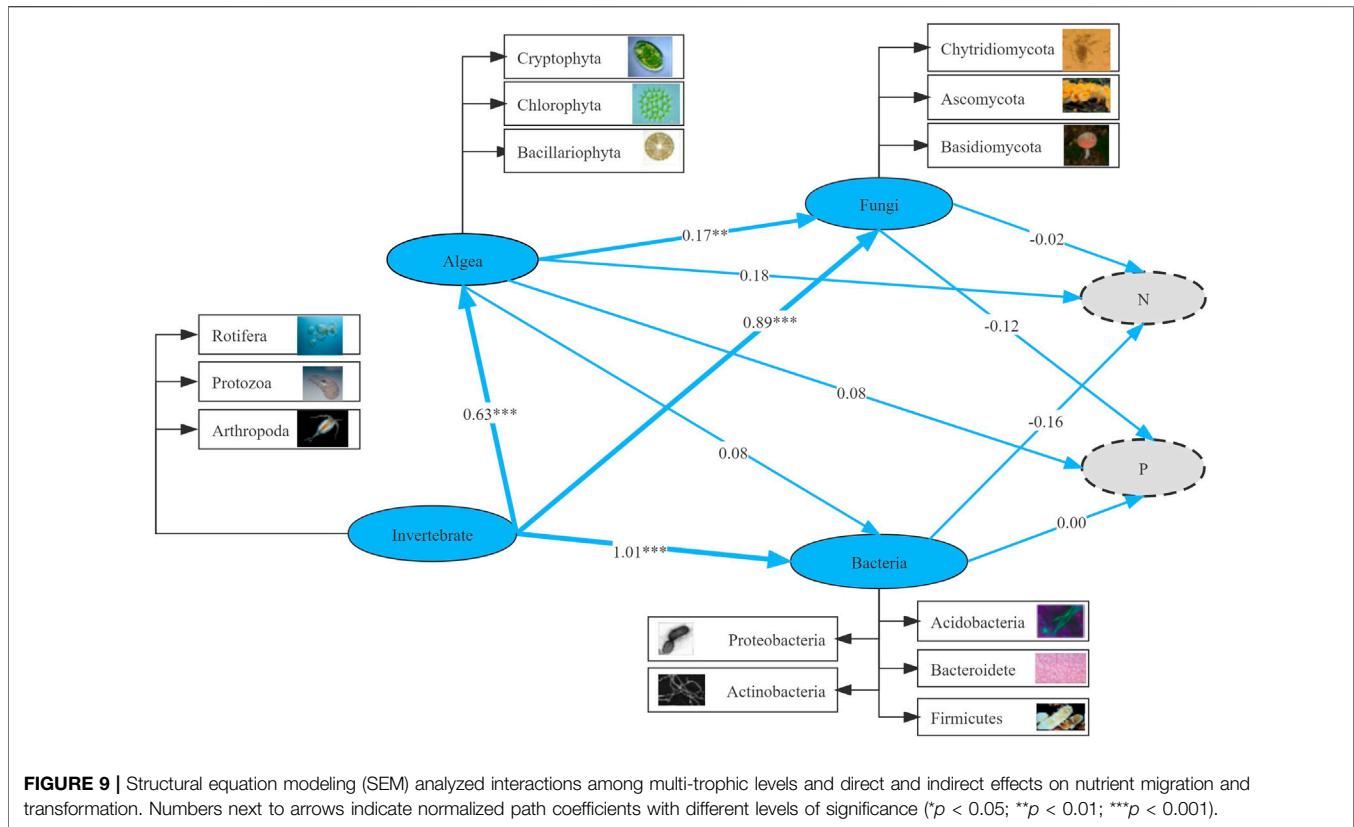 Cryptophyta
Chlorophyta
Bacillariophyta
Chytridiomycota
Ascomycota
Basidiomycota
Fungi
Algea
0.17**
-0.02
0.18
N
0.89***
-0.12
Rotifera
Protozoa
Arthropoda
0.63***
0.08
-0.16
0.08
P
Invertebrate
1.01***
0.00
Bacteria
Proteobacteria
Actinobacteria
Acidobacteria
Bacteroidete
Firmicutes
FIGURE 9 | Structural equation modeling (SEM) analyzed interactions among multi-trophic levels and direct and indirect effects on nutrient migration and
transformation. Numbers next to arrows indicate normalized path coefficients with different levels of significance (*p < 0.05; **p < 0.01; ***p < 0.001).